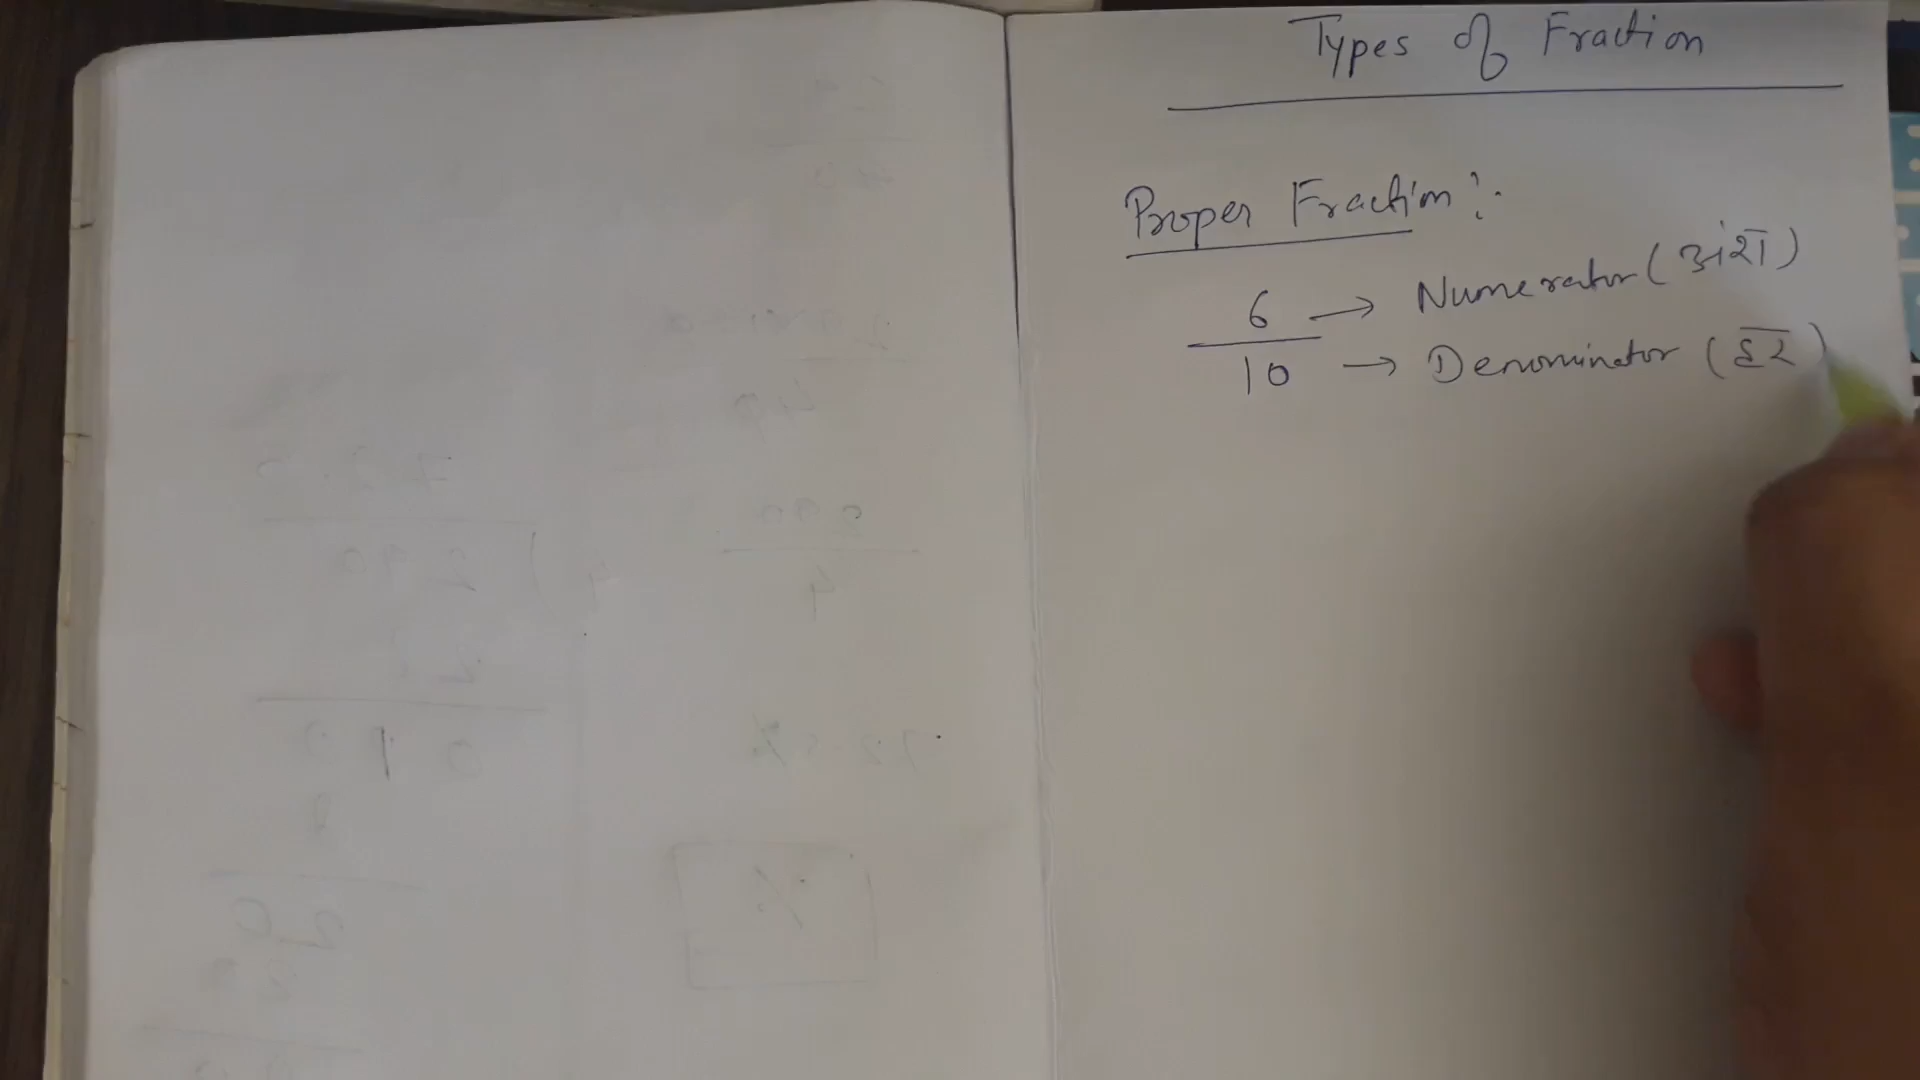 Types of Fraction
Proper Fraction :-
6 → Numerator (अंश)
10 → Denominator (हर)